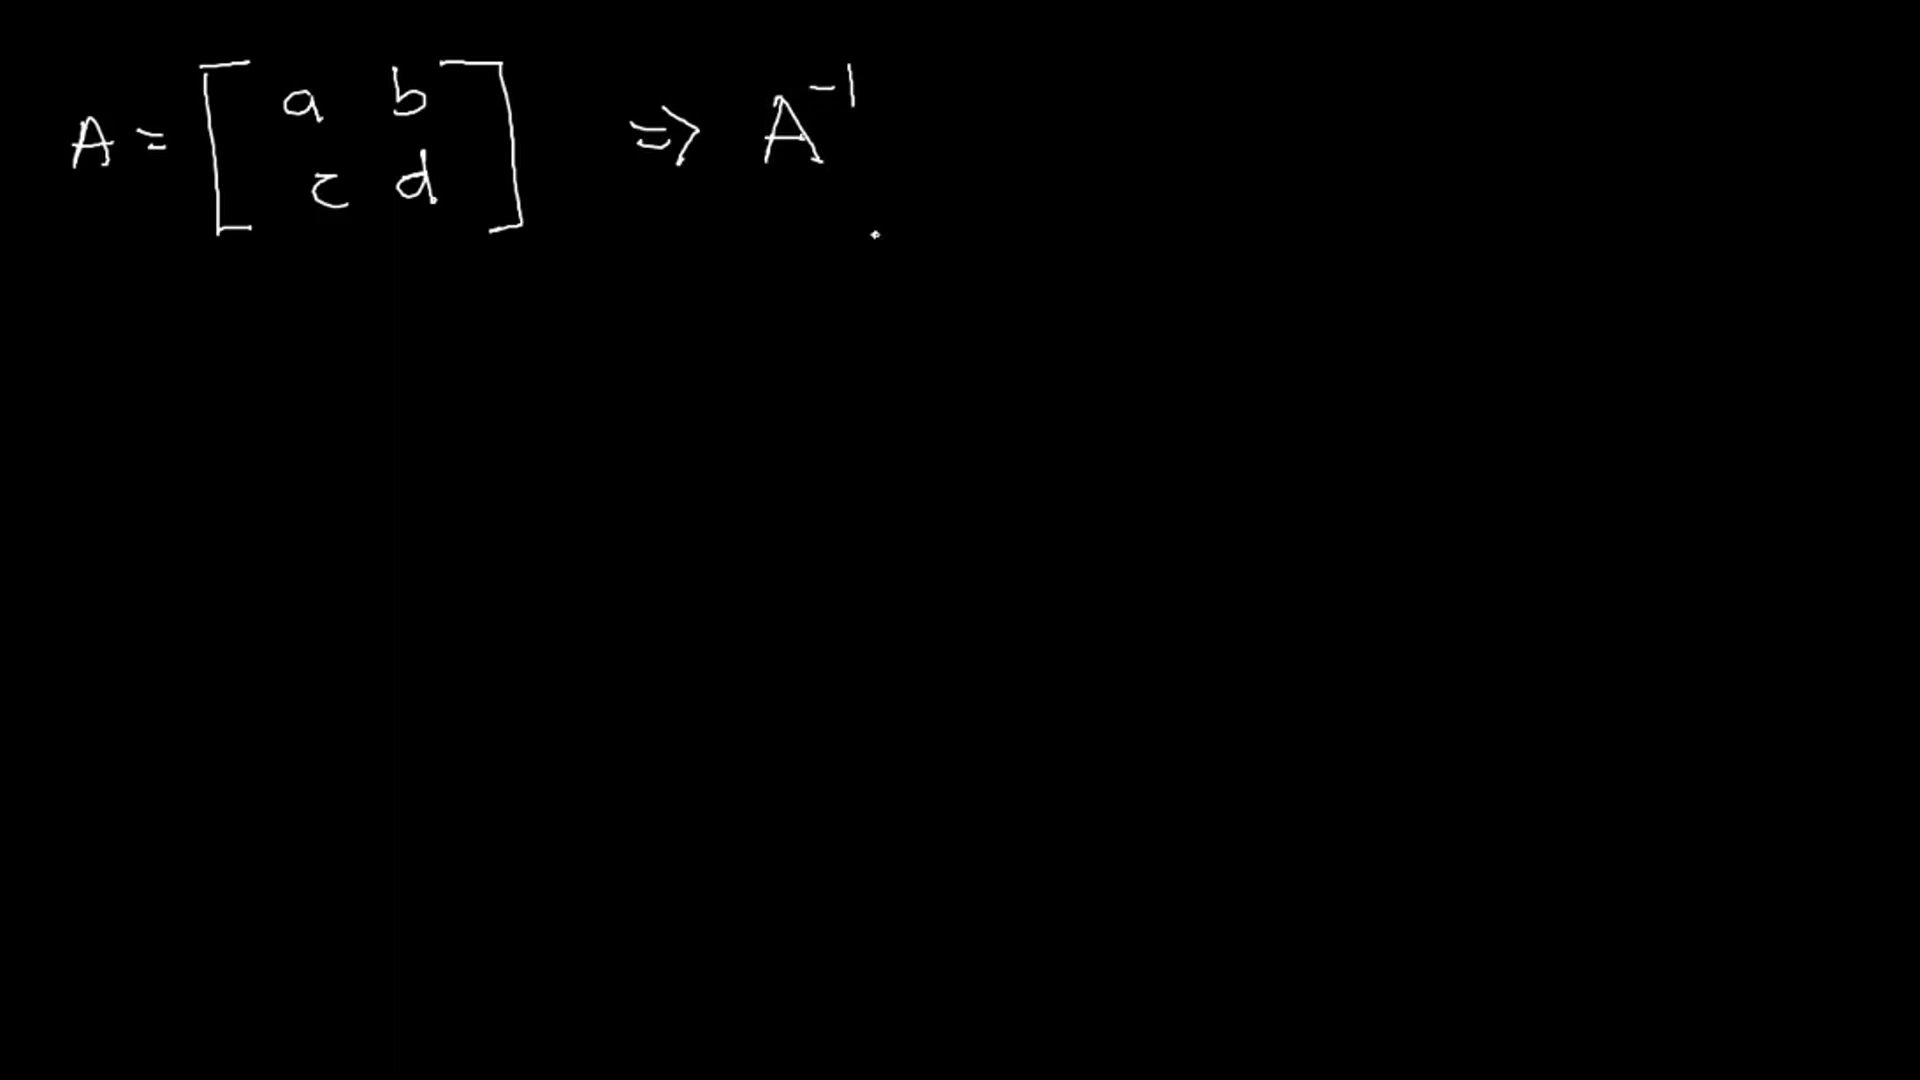 A = [ a b ⇒ A⁻¹
c d ]